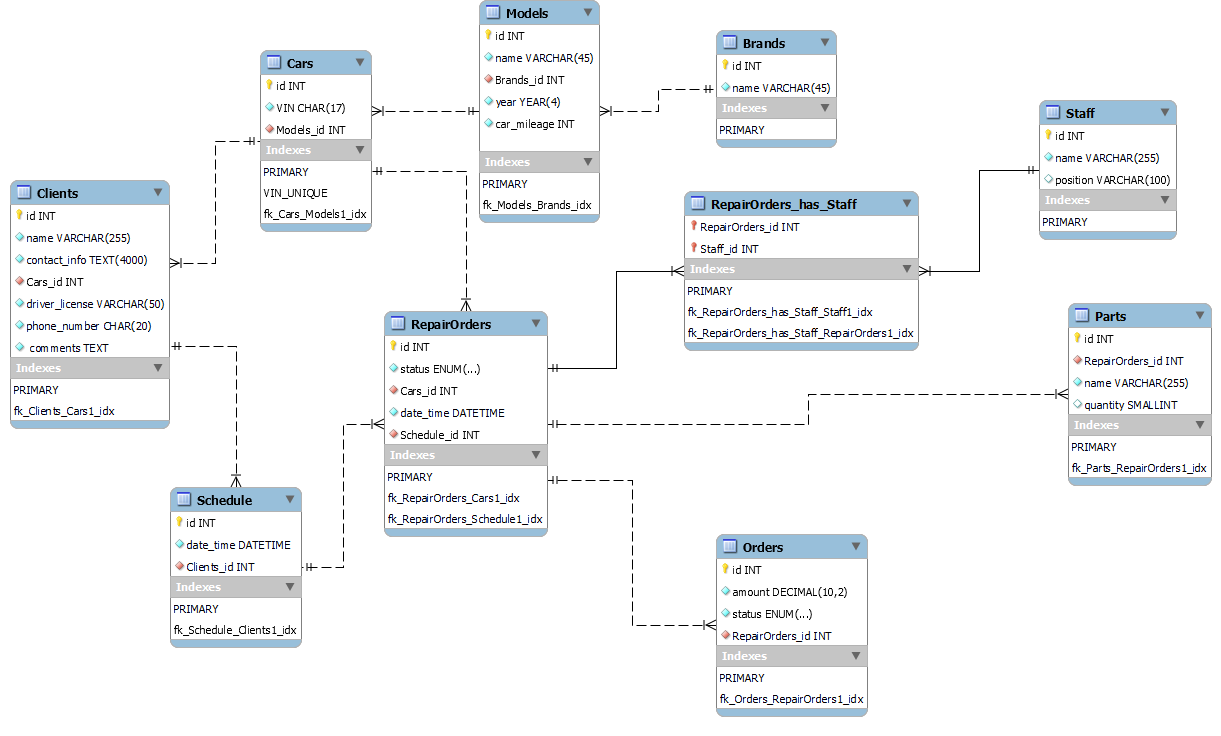 Models
id INT
name VARCHAR(45)
Brands_id INT
year YEAR(4)
car_mileage INT
Indexes
PRIMARY
fk_Models_Brands_idx
Brands
id INT
name VARCHAR(45)
Indexes
PRIMARY
Cars
id INT
VIN CHAR(17)
Models_id INT
Indexes
PRIMARY
VIN_UNIQUE
fk_Cars_Models1_idx
Staff
id INT
name VARCHAR(255)
position VARCHAR(100)
Indexes
PRIMARY
Clients
id INT
name VARCHAR(255)
contact_info TEXT(4000)
Cars_id INT
driver_license VARCHAR(50)
phone_number CHAR(20)
comments TEXT
Indexes
PRIMARY
fk_Clients_Cars1_idx
RepairOrders_has_Staff
RepairOrders_id INT
Staff_id INT
Indexes
PRIMARY
fk_RepairOrders_has_Staff_Staff1_idx
fk_RepairOrders_has_Staff_RepairOrders1_idx
RepairOrders
id INT
status ENUM(...)
Cars_id INT
date_time DATETIME
Schedule_id INT
Indexes
PRIMARY
fk_RepairOrders_Cars1_idx
fk_RepairOrders_Schedule1_idx
Parts
id INT
RepairOrders_id INT
name VARCHAR(255)
quantity SMALLINT
Indexes
PRIMARY
fk_Parts_RepairOrders1_idx
Schedule
id INT
date_time DATETIME
Clients_id INT
Indexes
PRIMARY
fk_Schedule_Clients1_idx
Orders
id INT
amount DECIMAL(10,2)
status ENUM(...)
RepairOrders_id INT
Indexes
PRIMARY
fk_Orders_RepairOrders1_idx